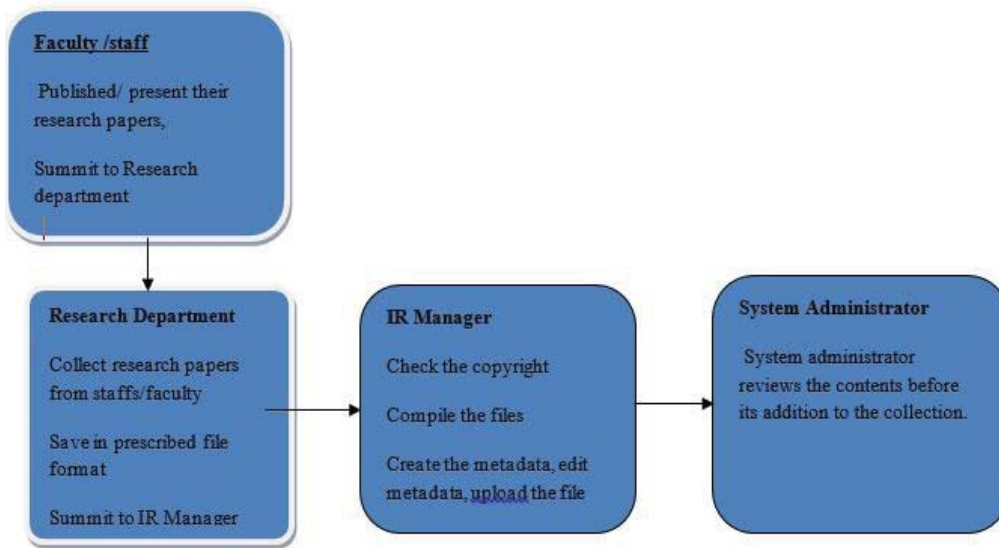 Faculty /staff
Published/ present their
research papers,
Summit to Research
department
Research Department
Collect research papers
from staffs/faculty
Save in prescribed file
format
Summit to IR Manager
IR Manager
Check the copyright
Compile the files
Create the metadata, edit
metadata, upload the file
System Administrator
System administrator
reviews the contents before
its addition to the collection.